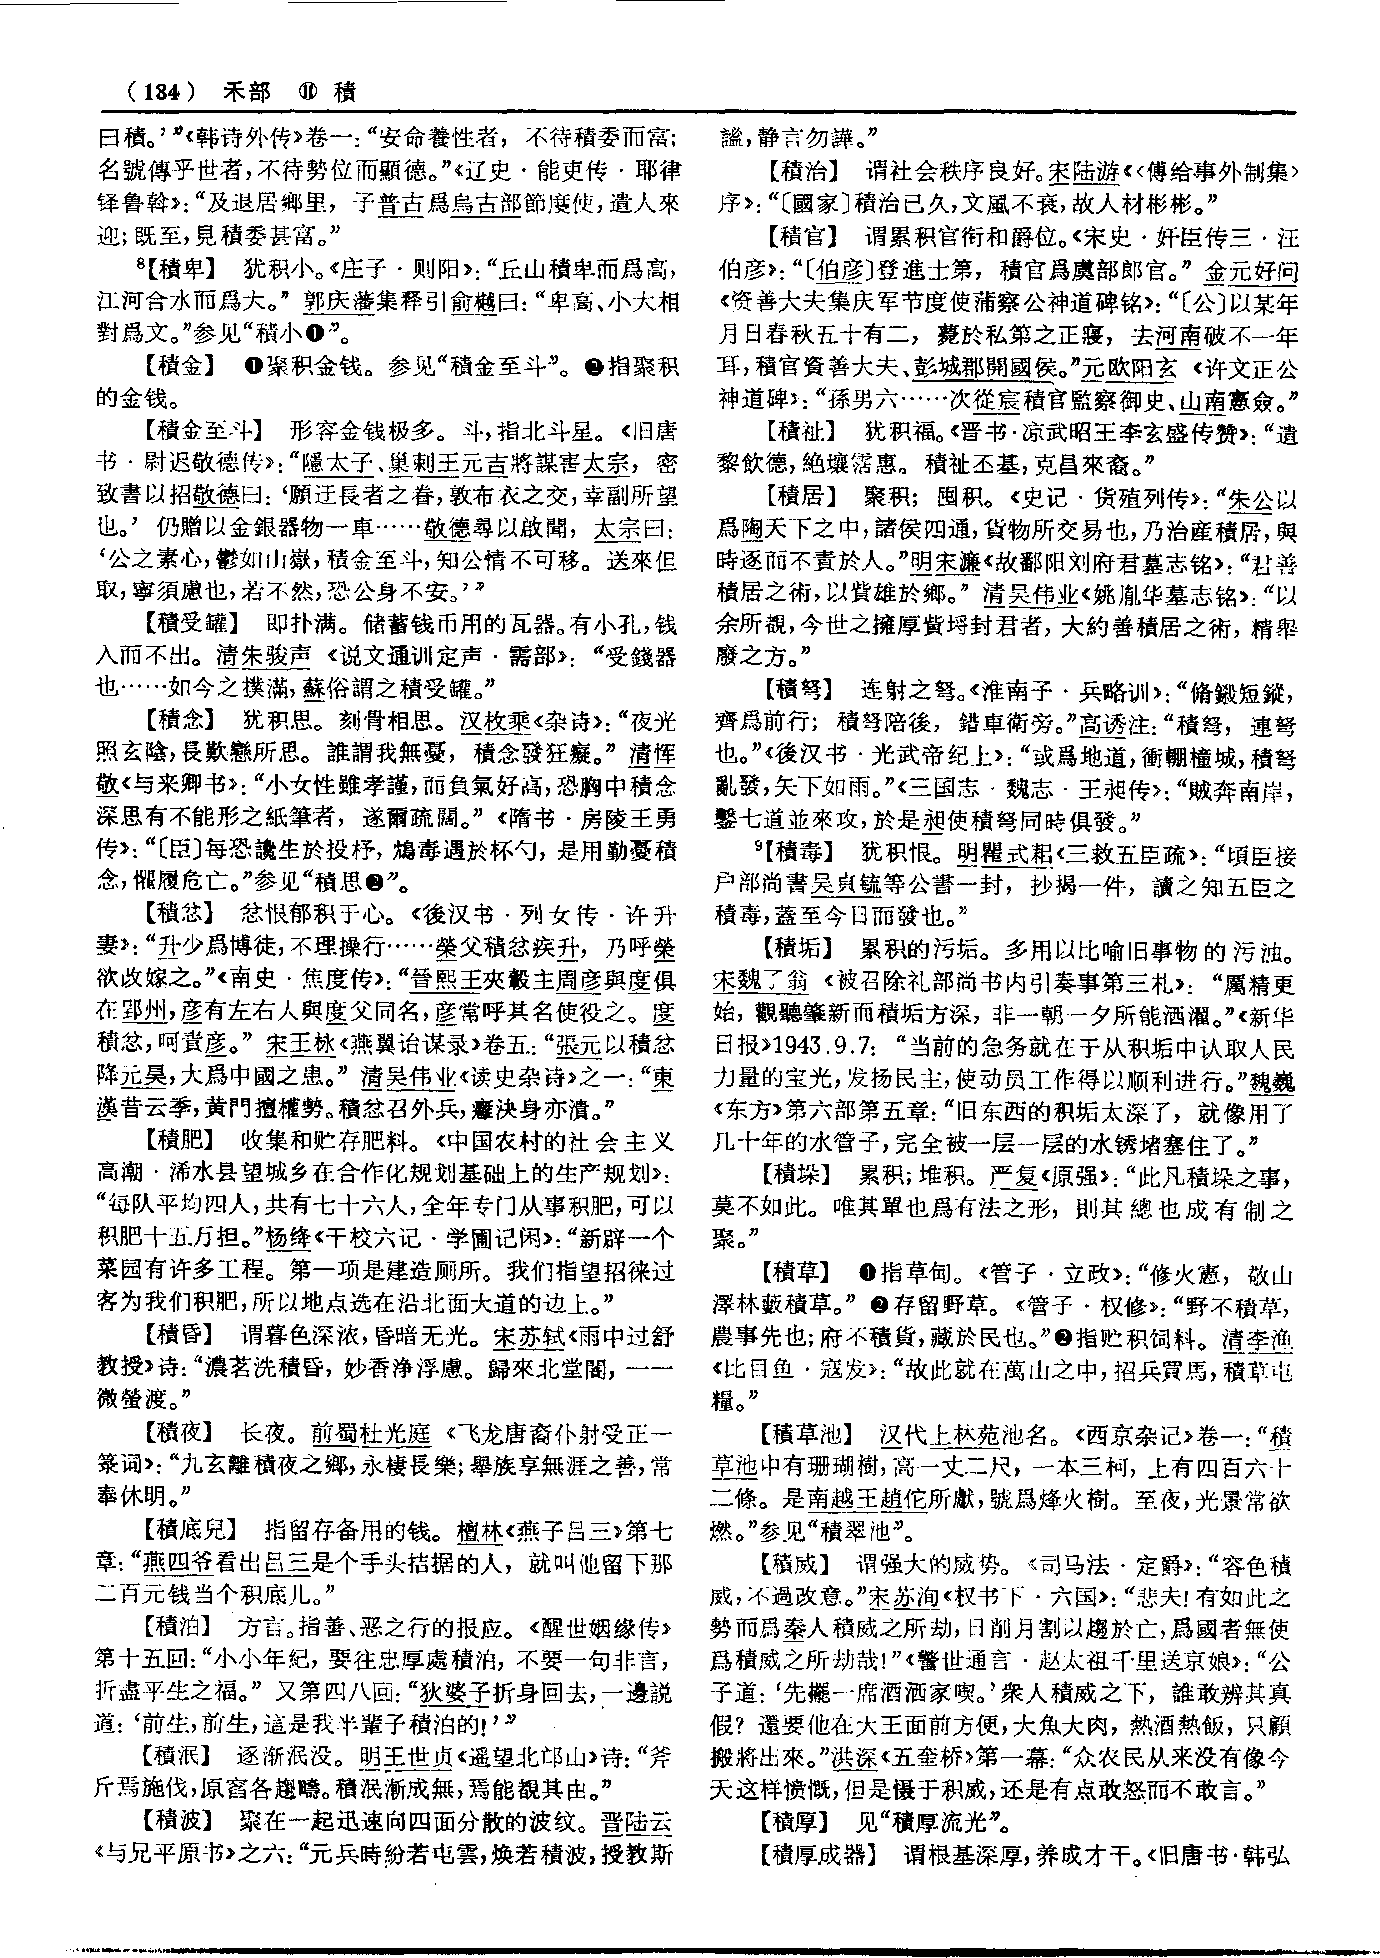 （184） 禾部 ⑪ 積
曰積。’”《韩诗外传》卷一：“安命養性者，不待積委而富；
名號傳乎世者，不待勢位而顯德。”《辽史·能吏传·耶律
铎鲁斡》：“及退居鄉里，子普古爲烏古部節度使，遣人來
迎；既至，見積委甚富。”
8【積卑】 犹积小。《庄子·则阳》：“丘山積卑而爲高，
江河合水而爲大。”郭庆藩集释引俞樾曰：“卑高、小大相
對爲文。”参见“積小❶”。
【積金】 ❶聚积金钱。参见“積金至斗”。❷指聚积
的金钱。
【積金至斗】 形容金钱极多。斗，指北斗星。《旧唐
书·尉迟敬德传》：“隱太子、巢剌王元吉將謀害太宗，密
致書以招敬德曰：‘願迂長者之眷，敦布衣之交，幸副所望
也。’仍贈以金銀器物一車……敬德尋以啟聞，太宗曰：
‘公之素心，鬱如山嶽，積金至斗，知公情不可移。送來但
取，寧須慮也，若不然，恐公身不安。’”
【積受罐】 即扑满。储蓄钱币用的瓦器。有小孔，钱
入而不出。清朱骏声《说文通训定声·需部》：“受錢器
也……如今之撲滿，蘇俗謂之積受罐。”
【積念】 犹积思。刻骨相思。汉枚乘《杂诗》：“夜光
照玄陰，長歎戀所思。誰謂我無憂，積念發狂癡。”清恽
敬《与来卿书》：“小女性雖孝謹，而負氣好高，恐胸中積念
深思有不能形之紙筆者，遂爾疏闊。”《隋书·房陵王勇
传》：“〔臣〕每恐讒生於投杼，鴆毒遇於杯勺，是用勤憂積
念，懼履危亡。”参见“積思❷”。
【積忿】 忿恨郁积于心。《後汉书·列女传·许升
妻》：“升少爲博徒，不理操行……榮父積忿疾升，乃呼榮
欲改嫁之。”《南史·焦度传》：“晉熙王夾轂主周彦與度俱
在郢州，彦有左右人與度父同名，彦常呼其名使役之。度
積忿，呵責彦。”宋王栐《燕翼诒谋录》卷五：“張元以積忿
降元昊，大爲中國之患。”清吴伟业《读史杂诗》之一：“東
漢昔云季，黄門擅權勢。積忿召外兵，癰決身亦潰。”
【積肥】 收集和贮存肥料。《中国农村的社会主义
高潮·浠水县望城乡在合作化规划基础上的生产规划》：
“每队平均四人，共有七十六人，全年专门从事积肥，可以
积肥十五万担。”杨绛《干校六记·学圃记闲》：“新辟一个
菜园有许多工程。第一项是建造厕所。我们指望招徕过
客为我们积肥，所以地点选在沿北面大道的边上。”
【積昏】 谓暮色深浓，昏暗无光。宋苏轼《雨中过舒
教授》诗：“濃茗洗積昏，妙香浄浮慮。歸來北堂闇，一一
微螢渡。”
【積夜】 长夜。前蜀杜光庭《飞龙唐裔仆射受正一
箓词》：“九玄離積夜之鄉，永棲長樂；舉族享無涯之善，常
奉休明。”
【積底兒】 指留存备用的钱。檀林《燕子吕三》第七
章：“燕四爷看出吕三是个手头拮据的人，就叫他留下那
二百元钱当个积底儿。”
【積泊】 方言。指善、恶之行的报应。《醒世姻缘传》
第十五回：“小小年紀，要往忠厚處積泊，不要一句非言，
折盡平生之福。”又第四八回：“狄婆子折身回去，一邊説
道：‘前生，前生，這是我半輩子積泊的！’”
【積泯】 逐渐泯没。明王世贞《遥望北邙山》诗：“斧
斤焉施伐，原窅各趨疇。積泯漸成無，焉能覩其由。”
【積波】 聚在一起迅速向四面分散的波纹。晋陆云
《与兄平原书》之六：“元兵時紛若屯雲，焕若積波，授教斯
謐，静言勿譁。”
【積治】 谓社会秩序良好。宋陆游《〈傅给事外制集〉
序》：“〔國家〕積治已久，文風不衰，故人材彬彬。”
【積官】 谓累积官衔和爵位。《宋史·奸臣传三·汪
伯彦》：“〔伯彦〕登進士第，積官爲虞部郎官。”金元好问
《资善大夫集庆军节度使蒲察公神道碑铭》：“〔公〕以某年
月日春秋五十有二，薨於私第之正寢，去河南破不一年
耳，積官資善大夫、彭城郡開國侯。”元欧阳玄《许文正公
神道碑》：“孫男六……次從宸積官監察御史、山南憲僉。”
【積祉】 犹积福。《晋书·凉武昭王李玄盛传赞》：“遺
黎飲德，絶壤霑惠。積祉丕基，克昌來裔。”
【積居】 聚积；囤积。《史记·货殖列传》：“朱公以
爲陶天下之中，諸侯四通，貨物所交易也，乃治産積居，與
時逐而不責於人。”明宋濂《故鄱阳刘府君墓志铭》：“君善
積居之術，以貲雄於鄉。”清吴伟业《姚胤华墓志铭》：“以
余所覩，今世之擁厚貲埒封君者，大約善積居之術，精舉
廢之方。”
【積弩】 连射之弩。《淮南子·兵略训》：“脩鎩短鏦，
齊爲前行；積弩陪後，錯車衛旁。”高诱注：“積弩，連弩
也。”《後汉书·光武帝纪上》：“或爲地道，衝輣橦城，積弩
亂發，矢下如雨。”《三国志·魏志·王昶传》：“賊奔南岸，
鑿七道並來攻，於是昶使積弩同時俱發。”
9【積毒】 犹积恨。明瞿式耜《三救五臣疏》：“頃臣接
户部尚書吴貞毓等公書一封，抄揭一件，讀之知五臣之
積毒，蓋至今日而發也。”
【積垢】 累积的污垢。多用以比喻旧事物的污浊。
宋魏了翁《被召除礼部尚书内引奏事第三札》：“厲精更
始，觀聽肇新而積垢方深，非一朝一夕所能洒濯。”《新华
日报》1943.9.7：“当前的急务就在于从积垢中认取人民
力量的宝光，发扬民主，使动员工作得以顺利进行。”魏巍
《东方》第六部第五章：“旧东西的积垢太深了，就像用了
几十年的水管子，完全被一层一层的水锈堵塞住了。”
【積垛】 累积；堆积。严复《原强》：“此凡積垛之事，
莫不如此。唯其單也爲有法之形，則其總也成有制之
聚。”
【積草】 ❶指草甸。《管子·立政》：“修火憲，敬山
澤林藪積草。”❷存留野草。《管子·权修》：“野不積草，
農事先也；府不積貨，藏於民也。”❷指贮积饲料。清李渔
《比目鱼·寇发》：“故此就在萬山之中，招兵買馬，積草屯
糧。”
【積草池】 汉代上林苑池名。《西京杂记》卷一：“積
草池中有珊瑚樹，高一丈二尺，一本三柯，上有四百六十
二條。是南越王趙佗所獻，號爲烽火樹。至夜，光景常欲
燃。”参见“積翠池”。
【積威】 谓强大的威势。《司马法·定爵》：“容色積
威，不過改意。”宋苏洵《权书下·六国》：“悲夫！有如此之
勢而爲秦人積威之所劫，日削月割以趨於亡，爲國者無使
爲積威之所劫哉！”《警世通言·赵太祖千里送京娘》：“公
子道：‘先擺一席酒洒家喫。’衆人積威之下，誰敢辨其真
假？還要他在大王面前方便，大魚大肉，熱酒熱飯，只顧
搬將出來。”洪深《五奎桥》第一幕：“众农民从来没有像今
天这样愤慨，但是慑于积威，还是有点敢怒而不敢言。”
【積厚】 见“積厚流光”。
【積厚成器】 谓根基深厚，养成才干。《旧唐书·韩弘